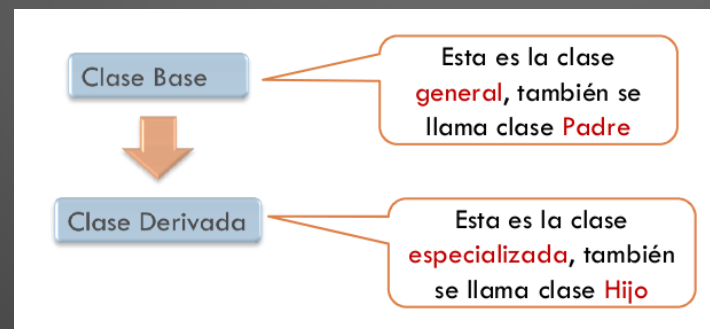 Clase Base
Esta es la clase
general, también se
llama clase Padre
Clase Derivada
Esta es la clase
especializada, también
se llama clase Hijo